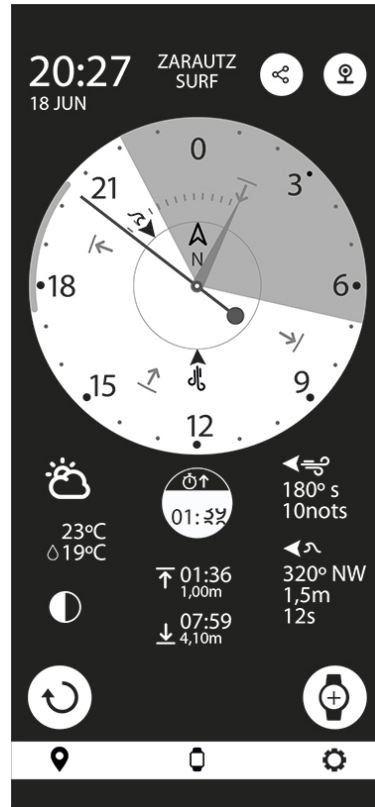 20:27
18 JUN
ZARAUTZ
SURF
0
3
6
9
12
15
18
21
N
23ºC
19ºC
01:
01:36
1,00m
07:59
4,10m
180º s
10nots
320º NW
1,5m
12s